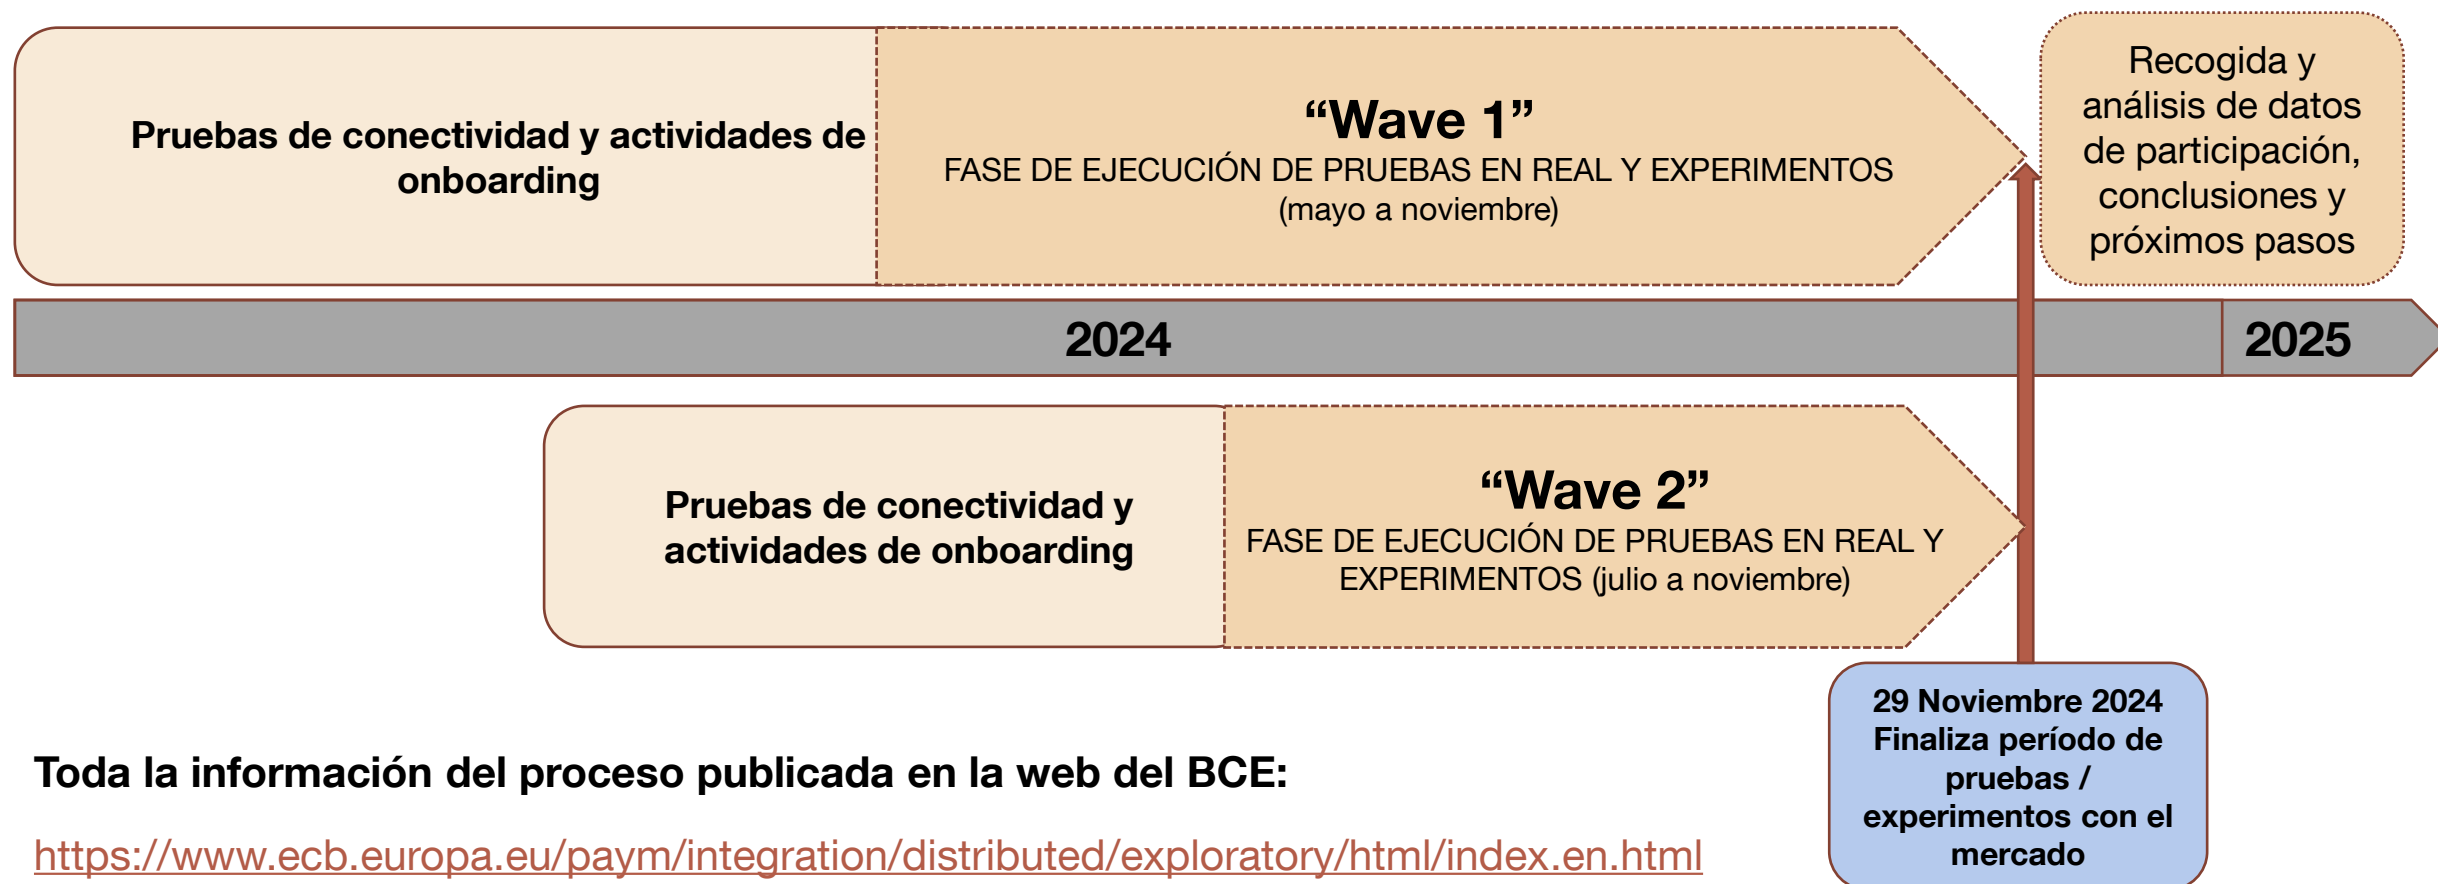 Pruebas de conectividad y actividades de
onboarding
“Wave 1”
FASE DE EJECUCIÓN DE PRUEBAS EN REAL Y EXPERIMENTOS
(mayo a noviembre)
Recogida y
análisis de datos
de participación,
conclusiones y
próximos pasos
2024
2025
Pruebas de conectividad y
actividades de onboarding
“Wave 2”
FASE DE EJECUCIÓN DE PRUEBAS EN REAL Y
EXPERIMENTOS (julio a noviembre)
29 Noviembre 2024
Finaliza período de
pruebas /
experimentos con el
mercado
Toda la información del proceso publicada en la web del BCE:
https://www.ecb.europa.eu/paym/integration/distributed/exploratory/html/index.en.html